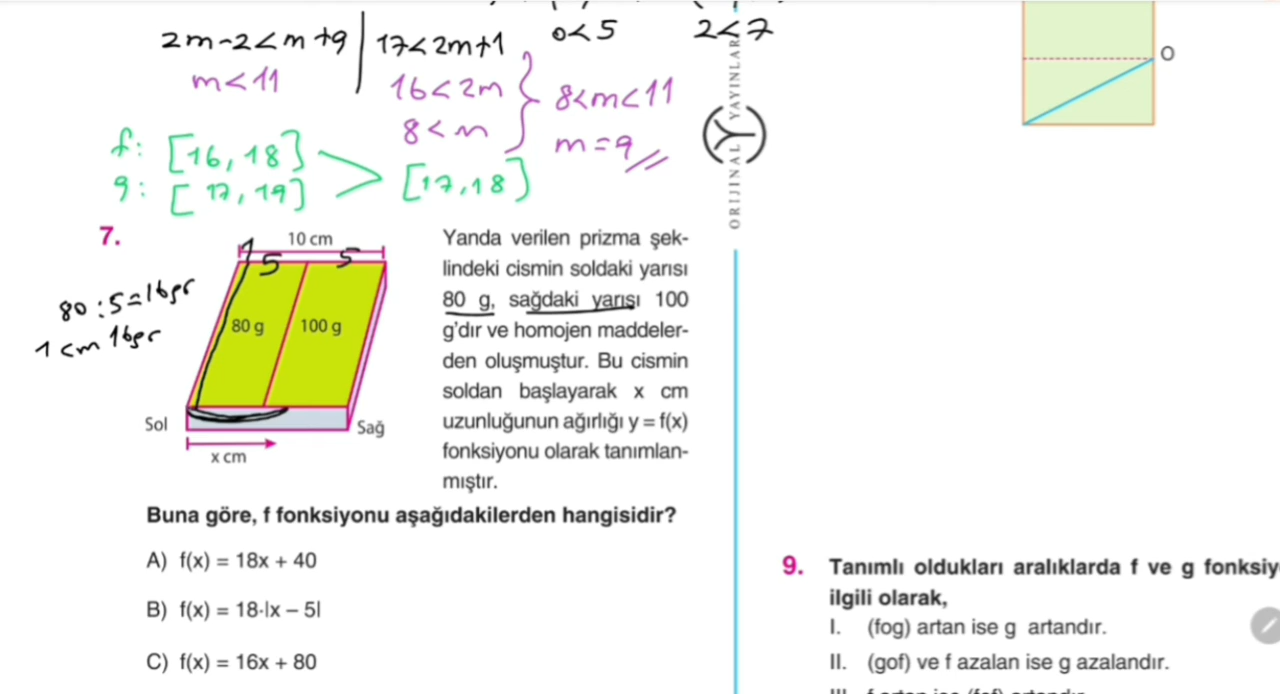 2m-2<m+9 | 17<2m+1
0<5
2<7
m<11
16<2m
8<m
8<m<11
m=9
f: [16,18]
g: [17,19]
[17,18]
ORIJINAL YAYINLAR
O
7.
10 cm
5
5
80:5=16gr
1cm 16gr
80 g
100 g
Sol
Sağ
x cm
Yanda verilen prizma şek-
lindeki cismin soldaki yarısı
80 g, sağdaki yarısı 100
g'dır ve homojen maddeler-
den oluşmuştur. Bu cismin
soldan başlayarak x cm
uzunluğunun ağırlığı y = f(x)
fonksiyonu olarak tanımlan-
mıştır.
Buna göre, f fonksiyonu aşağıdakilerden hangisidir?
A) f(x) = 18x + 40
B) f(x) = 18·|x – 5|
C) f(x) = 16x + 80
9. Tanımlı oldukları aralıklarda f ve g fonksiy
ilgili olarak,
I. (fog) artan ise g artandır.
II. (gof) ve f azalan ise g azalandır.